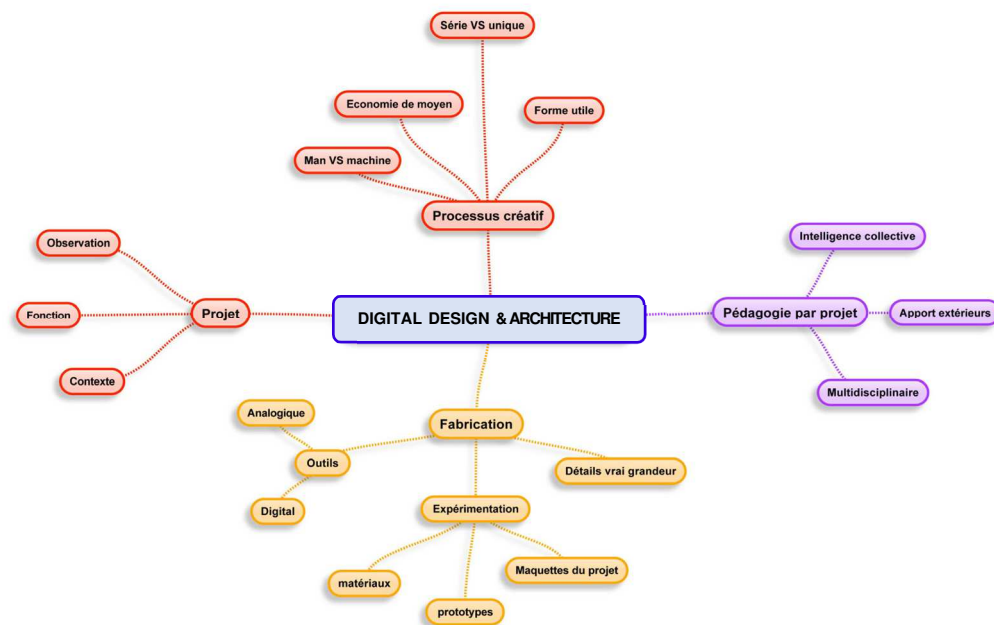 Série VS unique
Economie de moyen
Forme utile
Man VS machine
Processus créatif
Observation
Intelligence collective
Fonction
Projet
DIGITAL DESIGN & ARCHITECTURE
Pédagogie par projet
Apport extérieurs
Contexte
Multidisciplinaire
Analogique
Fabrication
Outils
Détails vrai grandeur
Digital
Expérimentation
Maquettes du projet
matériaux
prototypes